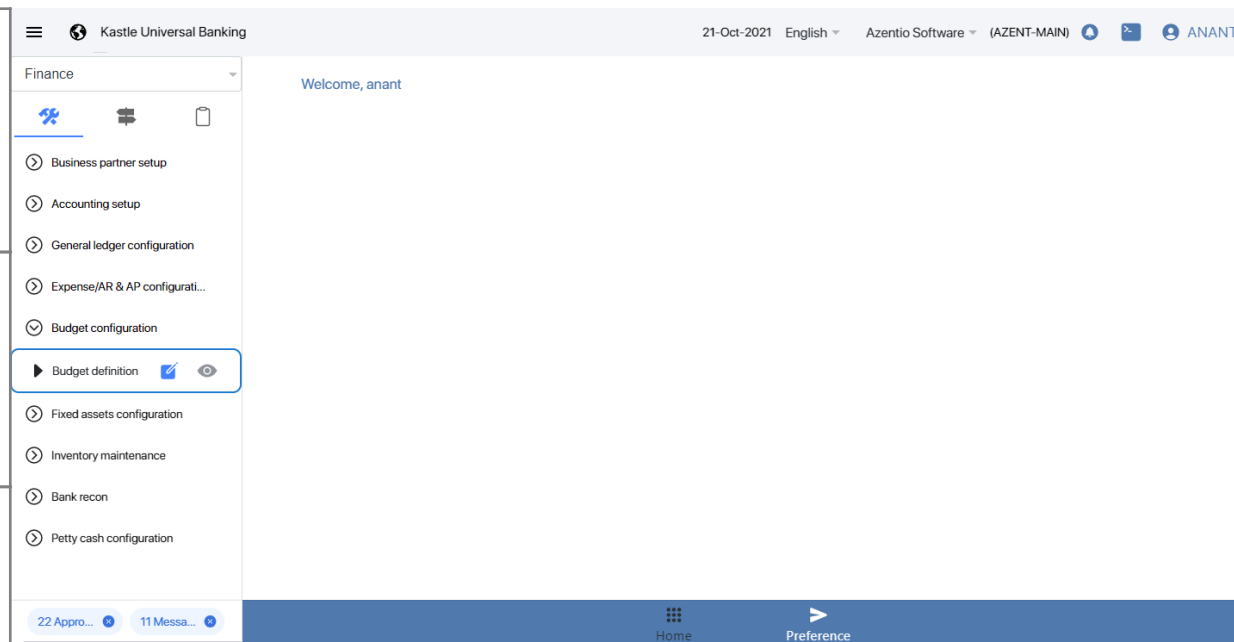 Kastle Universal Banking
21-Oct-2021 English Azentio Software (AZENT-MAIN) ANANT
Finance
Welcome, anant
Business partner setup
Accounting setup
General ledger configuration
Expense/AR & AP configurati...
Budget configuration
Budget definition
Fixed assets configuration
Inventory maintenance
Bank recon
Petty cash configuration
22 Appro... 11 Messa...
Home Preference